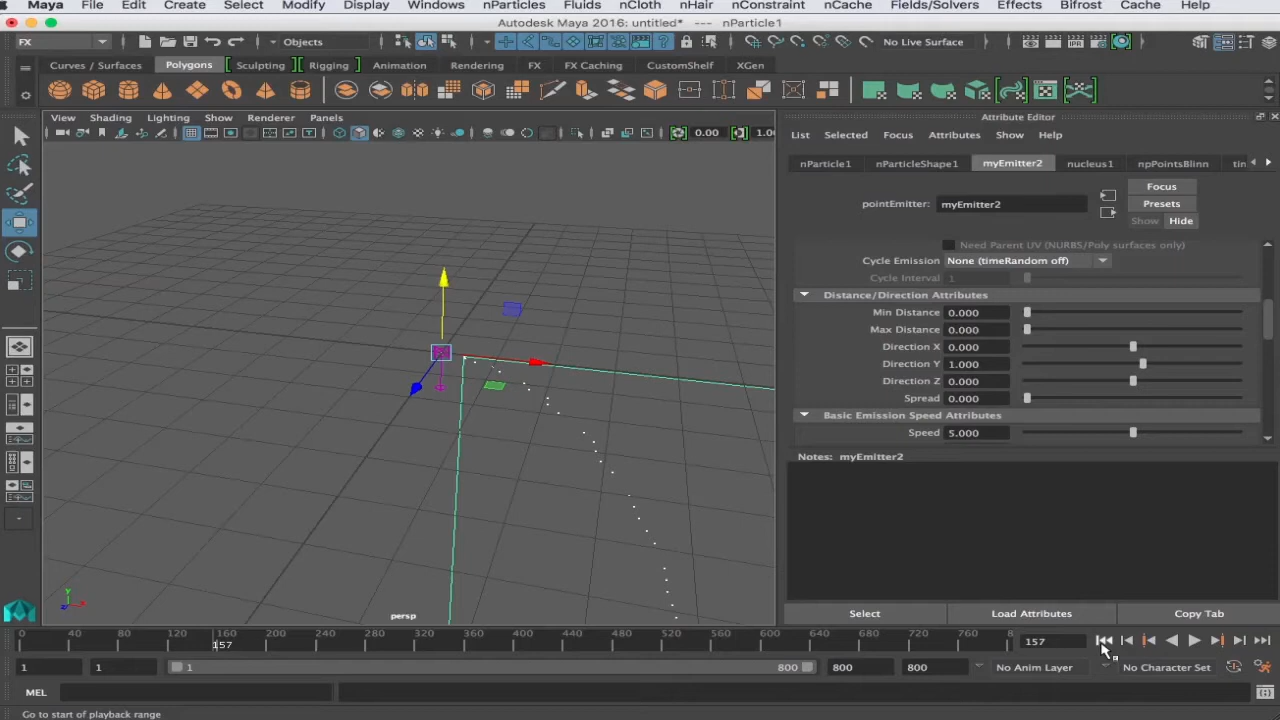 Maya File Edit Create Select Modify Display Windows nParticles Fluids nCloth nHair nConstraint nCache Fields/Solvers Effects Bifrost Cache Help
Autodesk Maya 2016: untitled* --- nParticle1
FX Objects No Live Surface
Curves / Surfaces Polygons Sculpting Rigging Animation Rendering FX FX Caching CustomShelf XGen
View Shading Lighting Show Renderer Panels
0.00
Attribute Editor
List Selected Focus Attributes Show Help
nParticle1 nParticleShape1 myEmitter2 nucleus1 npPointsBlinn
pointEmitter: myEmitter2
Focus
Presets
Show Hide
Need Parent UV (NURBS/Poly surfaces only)
Cycle Emission None (timeRandom off)
Cycle Interval 1
Distance/Direction Attributes
Min Distance 0.000
Max Distance 0.000
Direction X 0.000
Direction Y 1.000
Direction Z 0.000
Spread 0.000
Basic Emission Speed Attributes
Speed 5.000
Notes: myEmitter2
Select Load Attributes Copy Tab
persp
Y
Z X
0 40 80 120 160 200 240 280 320 360 400 440 480 520 560 600 640 680 720 760
157
157
1 1 1 800 800 800 No Anim Layer No Character Set
MEL
Go to start of playback range